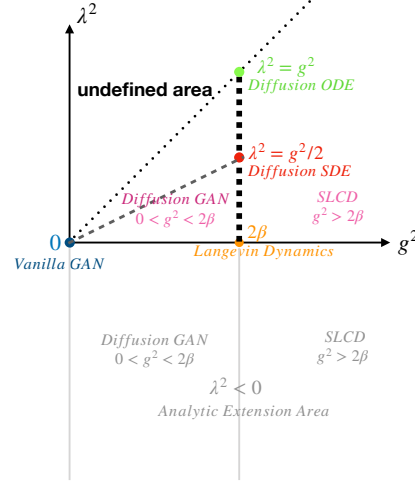 λ²
λ² = g²
Diffusion ODE
undefined area
λ² = g²/2
Diffusion SDE
Diffusion GAN
0 < g² < 2β
SLCD
g² > 2β
2β
0
g²
Langevin Dynamics
Vanilla GAN
Diffusion GAN
0 < g² < 2β
SLCD
g² > 2β
λ² < 0
Analytic Extension Area